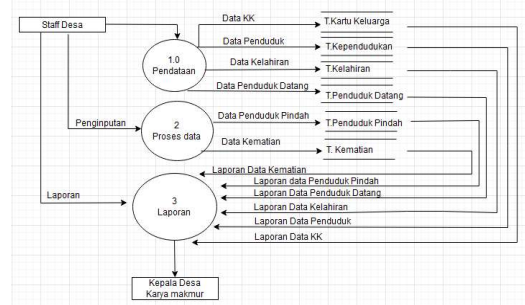 Staff Desa
Data KK
T.Kartu Keluarga
Data Penduduk
T.Kependudukan
1.0
Pendataan
Data Kelahiran
T.Kelahiran
Data Penduduk Datang
T.Penduduk Datang
Penginputan
2
Proses data
Data Penduduk Pindah
T.Penduduk Pindah
Data Kematian
T. Kematian
Laporan Data Kematian
Laporan data Penduduk Pindah
Laporan Data Penduduk Datang
Laporan
3
Laporan
Laporan Data Kelahiran
Laporan Data Penduduk
Laporan Data KK
Kepala Desa
Karya makmur